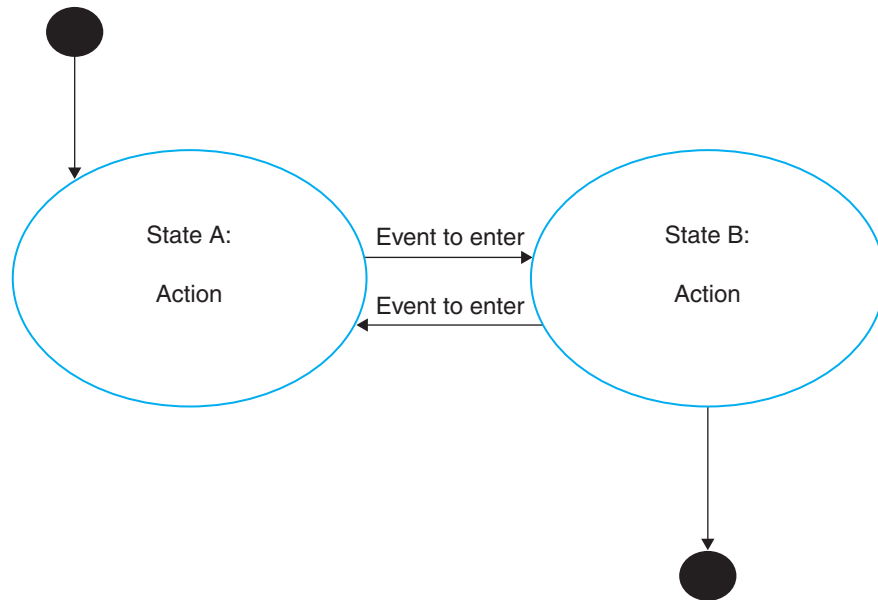 State A:
Action
Event to enter
Event to enter
State B:
Action